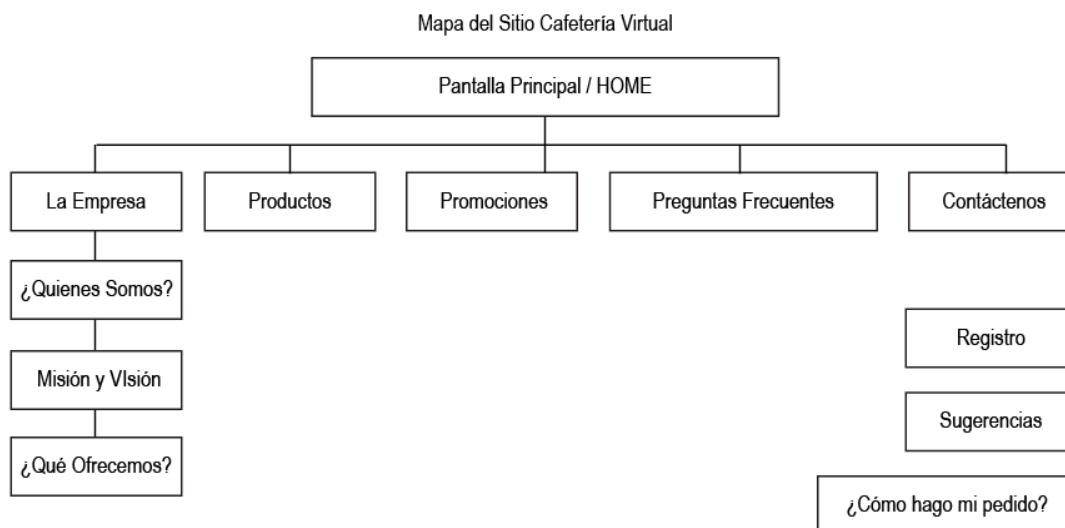 Mapa del Sitio Cafetería Virtual
Pantalla Principal / HOME
La Empresa
Productos
Promociones
Preguntas Frecuentes
Contáctenos
¿Quienes Somos?
Registro
Misión y VIsión
Sugerencias
¿Qué Ofrecemos?
¿Cómo hago mi pedido?